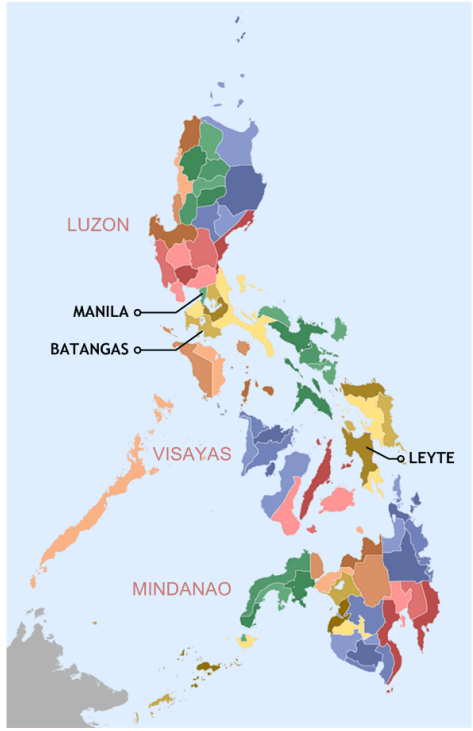 LUZON
MANILA
BATANGAS
VISAYAS
LEYTE
MINDANAO